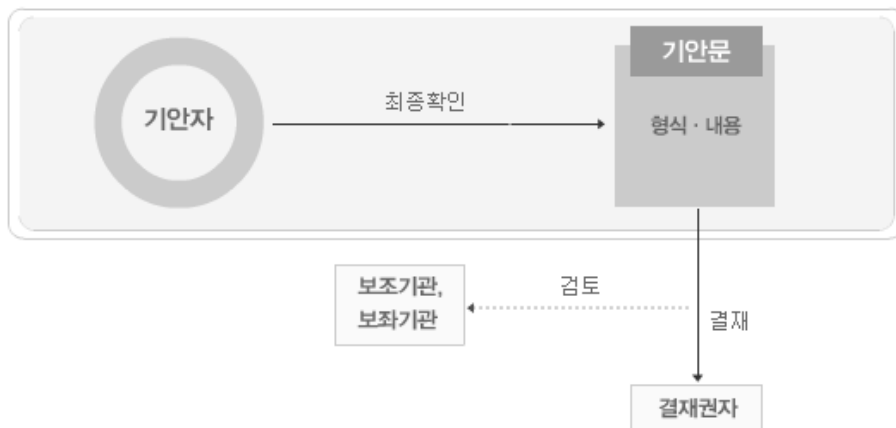 기안문
최종확인
기안자
형식 · 내용
보조기관,
보좌기관
검토
결재
결재권자